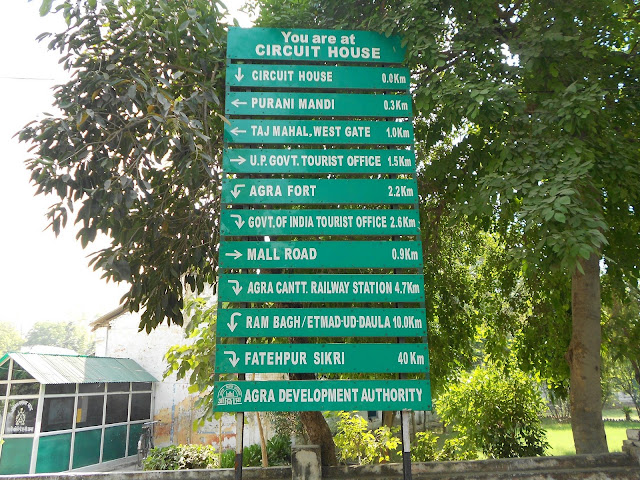 You are at
CIRCUIT HOUSE
↓ CIRCUIT HOUSE 0.0Km
← PURANI MANDI 0.3Km
← TAJ MAHAL, WEST GATE 1.0Km
→ U.P. GOVT. TOURIST OFFICE 1.5Km
↰ AGRA FORT 2.2Km
↴ GOVT. OF INDIA TOURIST OFFICE 2.6Km
→ MALL ROAD 0.9Km
↴ AGRA CANTT. RAILWAY STATION 4.7Km
↰ RAM BAGH/ETMAD-UD-DAULA 10.0Km
↴ FATEHPUR SIKRI 40Km
AGRA DEVELOPMENT AUTHORITY